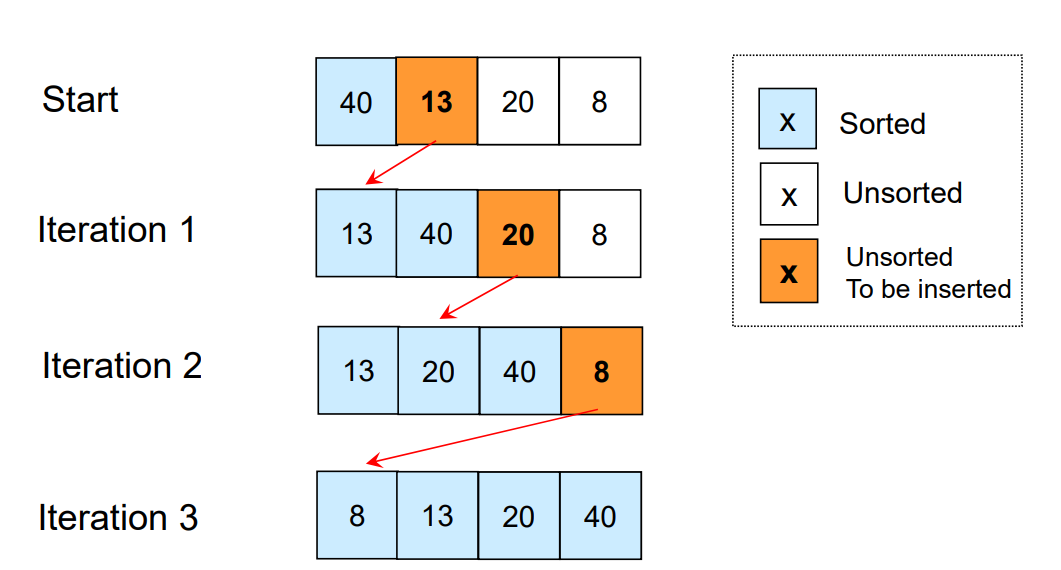 Start
40 13 20 8
Iteration 1
13 40 20 8
Iteration 2
13 20 40 8
Iteration 3
8 13 20 40
x Sorted
x Unsorted
x Unsorted
To be inserted